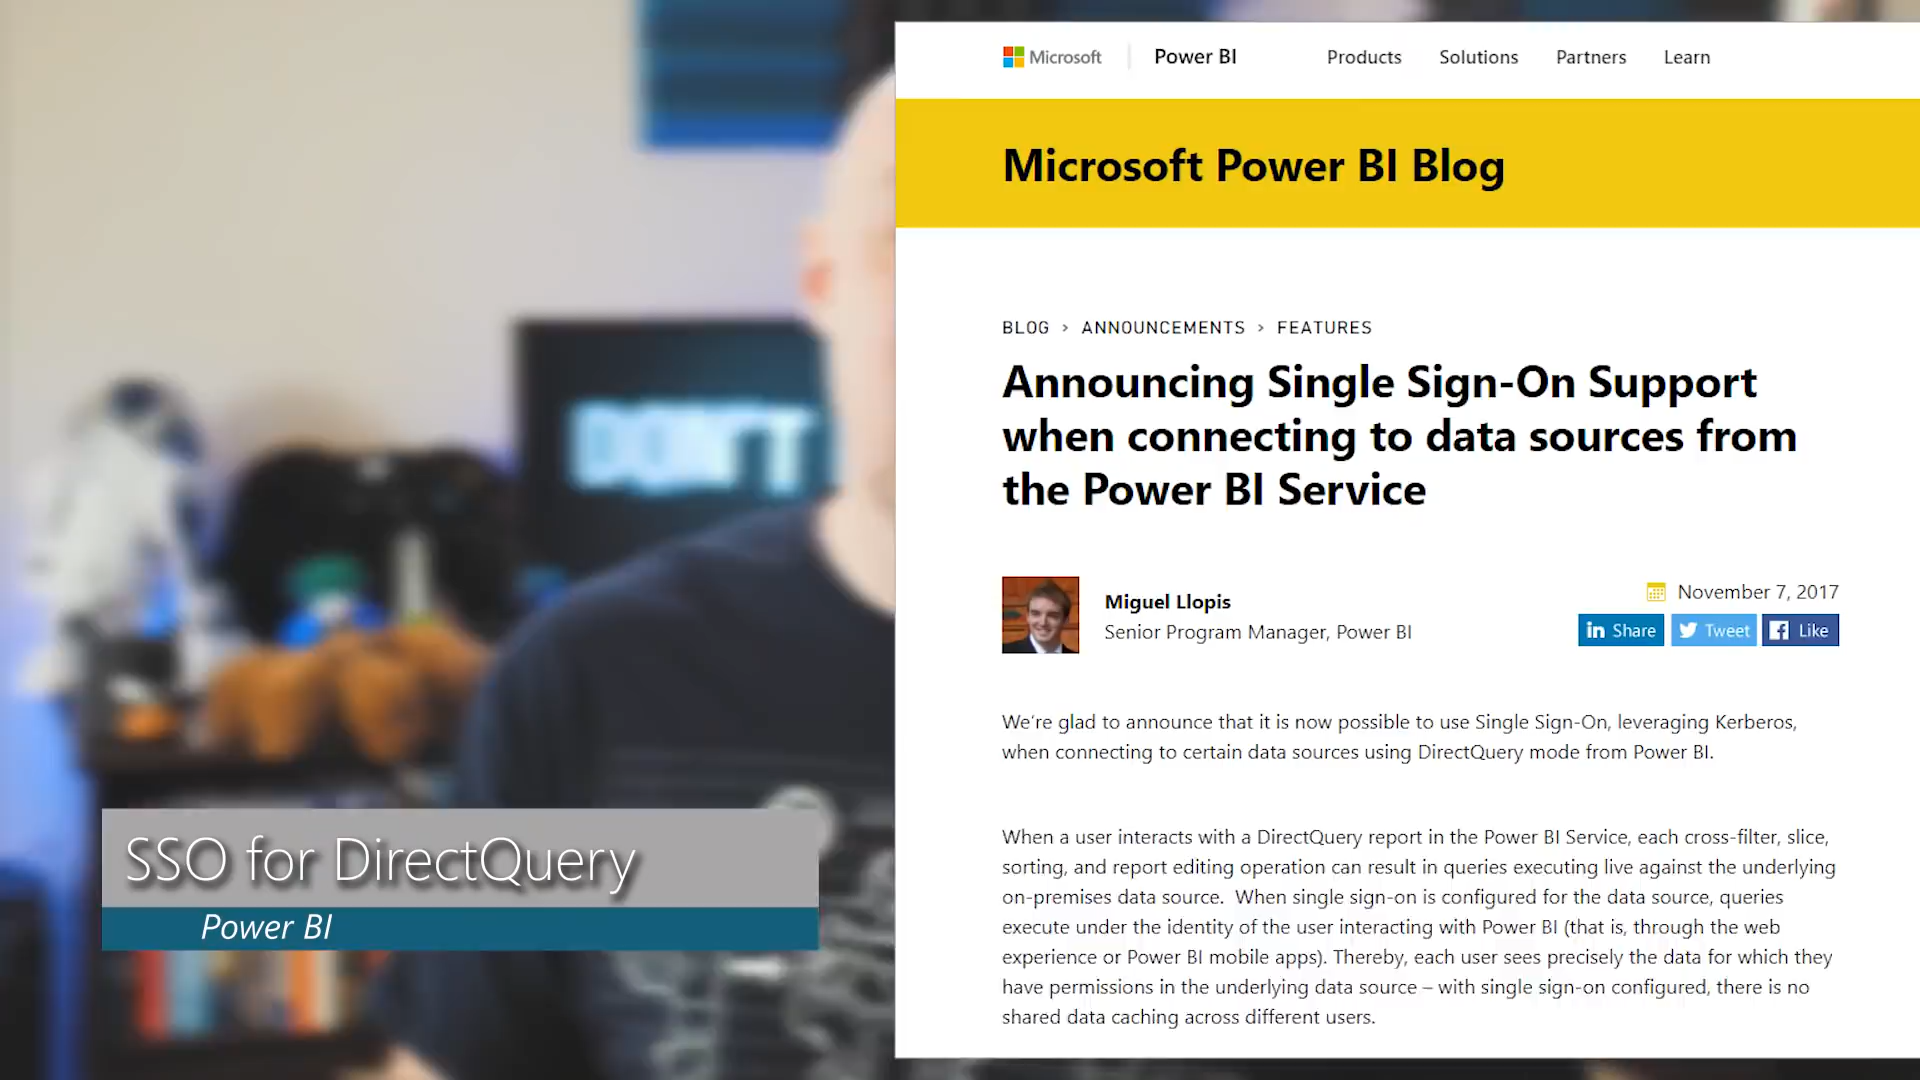 Microsoft
Power BI
Products
Solutions
Partners
Learn
Microsoft Power BI Blog
BLOG > ANNOUNCEMENTS > FEATURES
Announcing Single Sign-On Support
when connecting to data sources from
the Power BI Service
Miguel Llopis
Senior Program Manager, Power BI
November 7, 2017
in Share
Tweet
Like
We're glad to announce that it is now possible to use Single Sign-On, leveraging Kerberos,
when connecting to certain data sources using DirectQuery mode from Power BI.
When a user interacts with a DirectQuery report in the Power BI Service, each cross-filter, slice,
sorting, and report editing operation can result in queries executing live against the underlying
on-premises data source.  When single sign-on is configured for the data source, queries
execute under the identity of the user interacting with Power BI (that is, through the web
experience or Power BI mobile apps). Thereby, each user sees precisely the data for which they
have permissions in the underlying data source – with single sign-on configured, there is no
shared data caching across different users.
DON'T
SSO for DirectQuery
Power BI